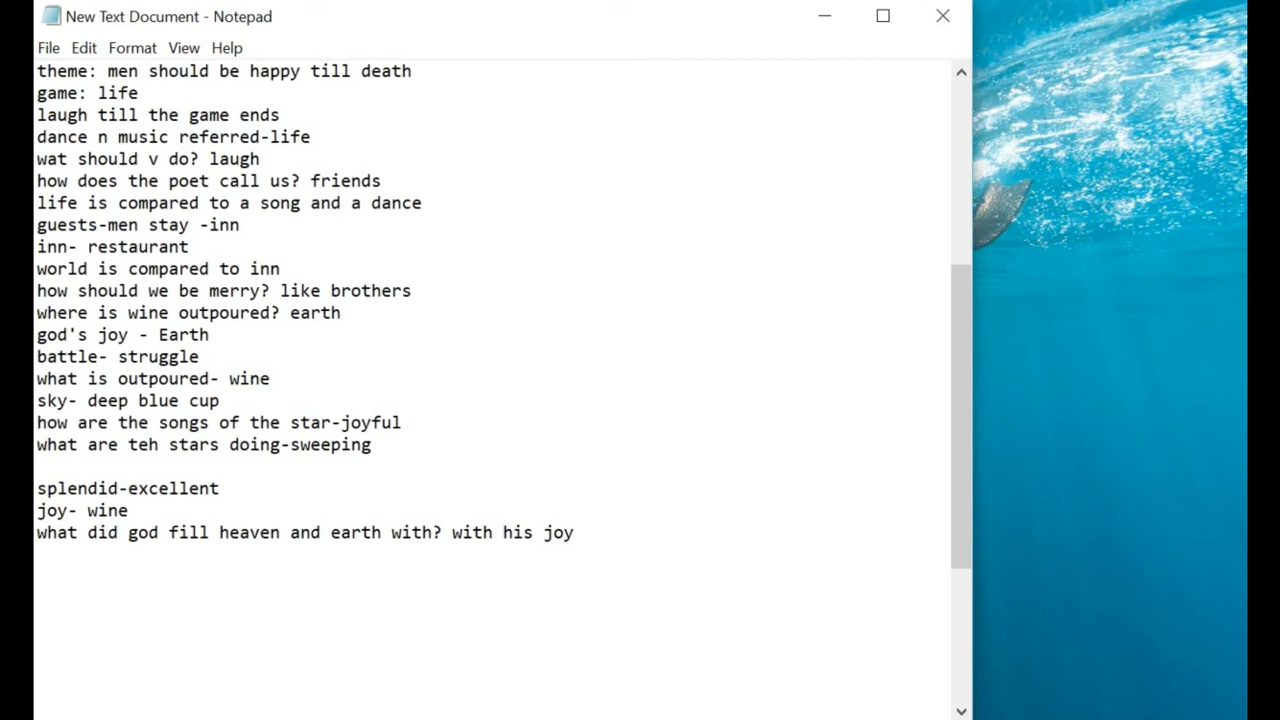 New Text Document - Notepad
File Edit Format View Help
theme: men should be happy till death
game: life
laugh till the game ends
dance n music referred-life
wat should v do? laugh
how does the poet call us? friends
life is compared to a song and a dance
guests-men stay -inn
inn- restaurant
world is compared to inn
how should we be merry? like brothers
where is wine outpoured? earth
god's joy - Earth
battle- struggle
what is outpoured- wine
sky- deep blue cup
how are the songs of the star-joyful
what are teh stars doing-sweeping
splendid-excellent
joy- wine
what did god fill heaven and earth with? with his joy